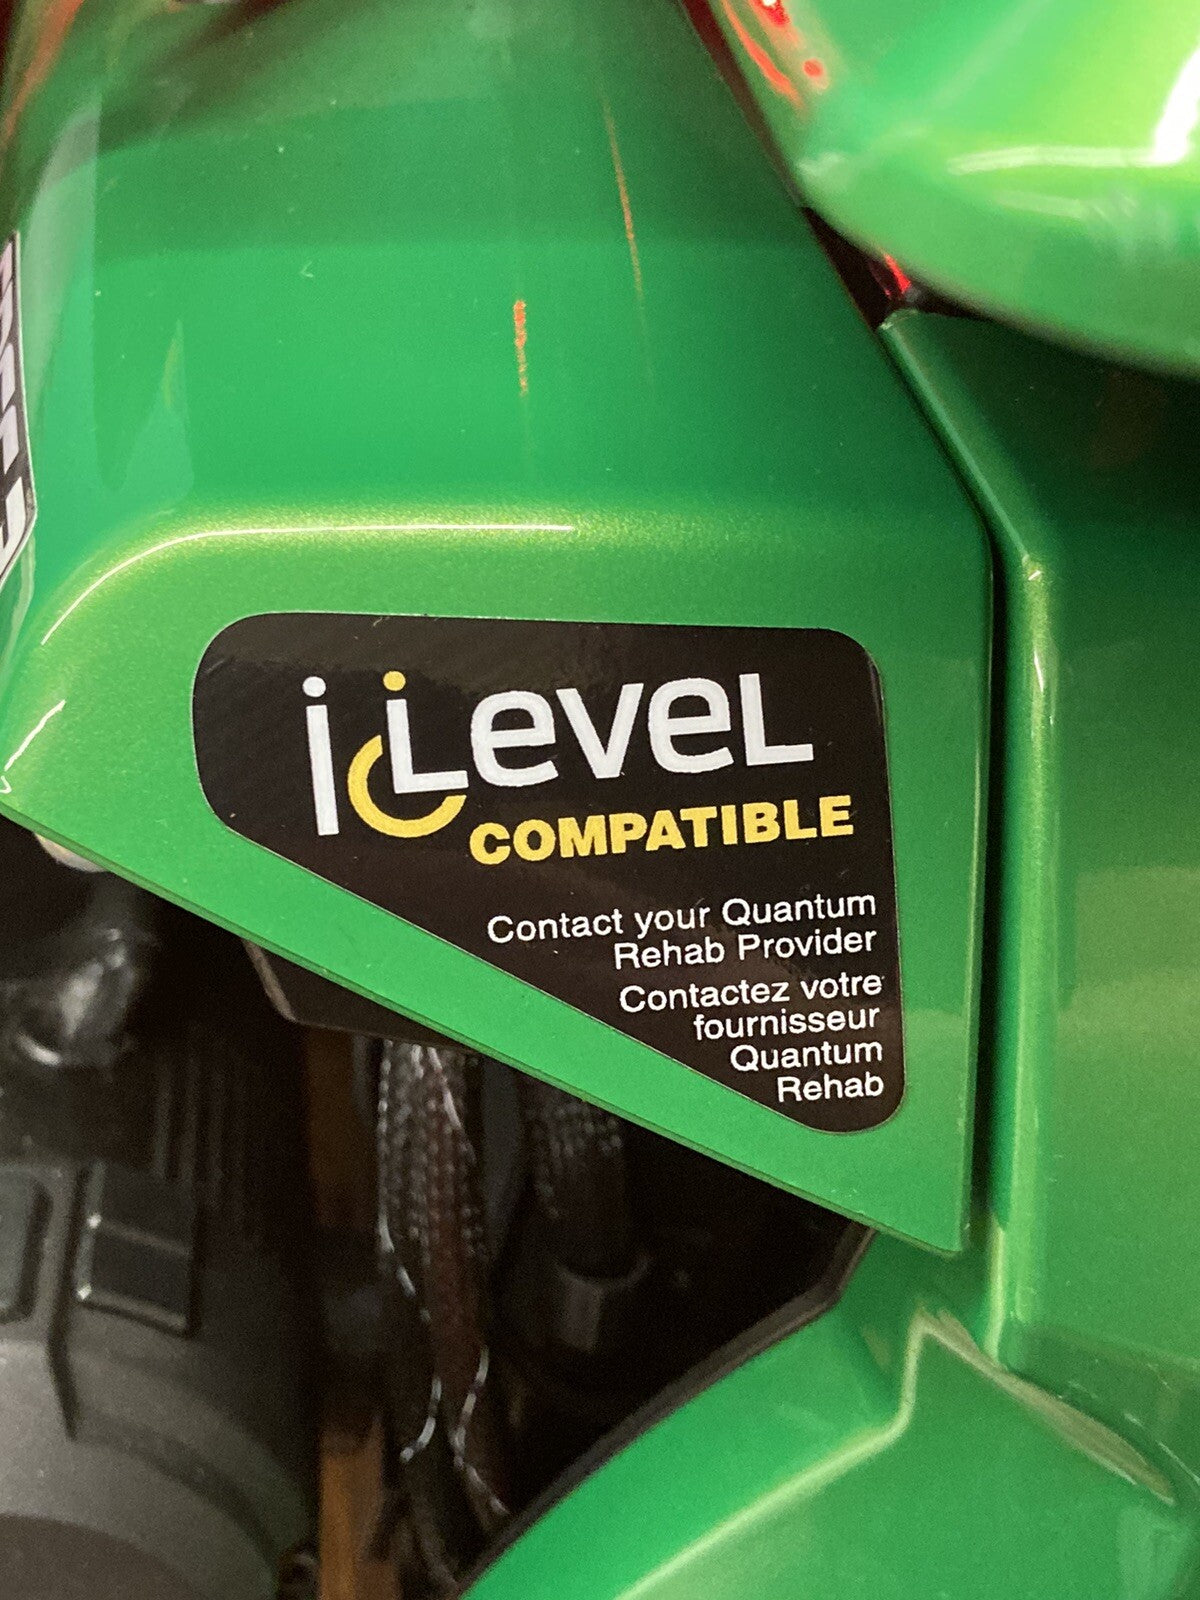 iLevel
COMPATIBLE
Contact your Quantum
Rehab Provider
Contactez votre
fournisseur
Quantum
Rehab